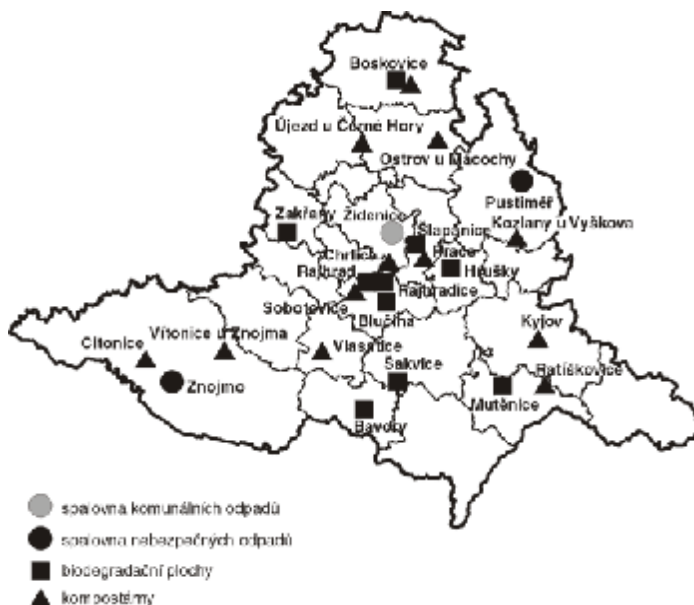 Boskovice
Újezd u Černé Hory
Ostrov u Macochy
Pustiměř
Kozlany u Vyškova
Zakřany
Židenice
Šlapanice
Chrlice
Prace
Rajhrad
Hrušky
Rajhradice
Sobotovice
Blučina
Kyjov
Citonice
Vítonice u Znojma
Vlasatice
Ratíškovice
Šakvice
Znojmo
Mutěnice
Bavory
spalovna komunálních odpadů
spalovna nebezpečných odpadů
biodegradační plochy
kompostárny